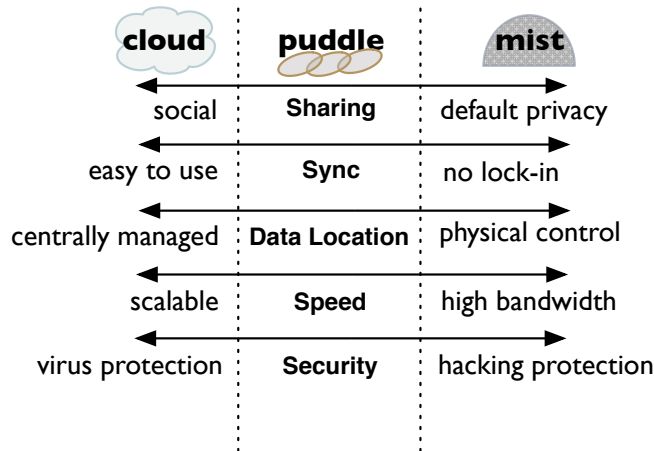 cloud puddle mist
social Sharing default privacy
easy to use Sync no lock-in
centrally managed Data Location physical control
scalable Speed high bandwidth
virus protection Security hacking protection